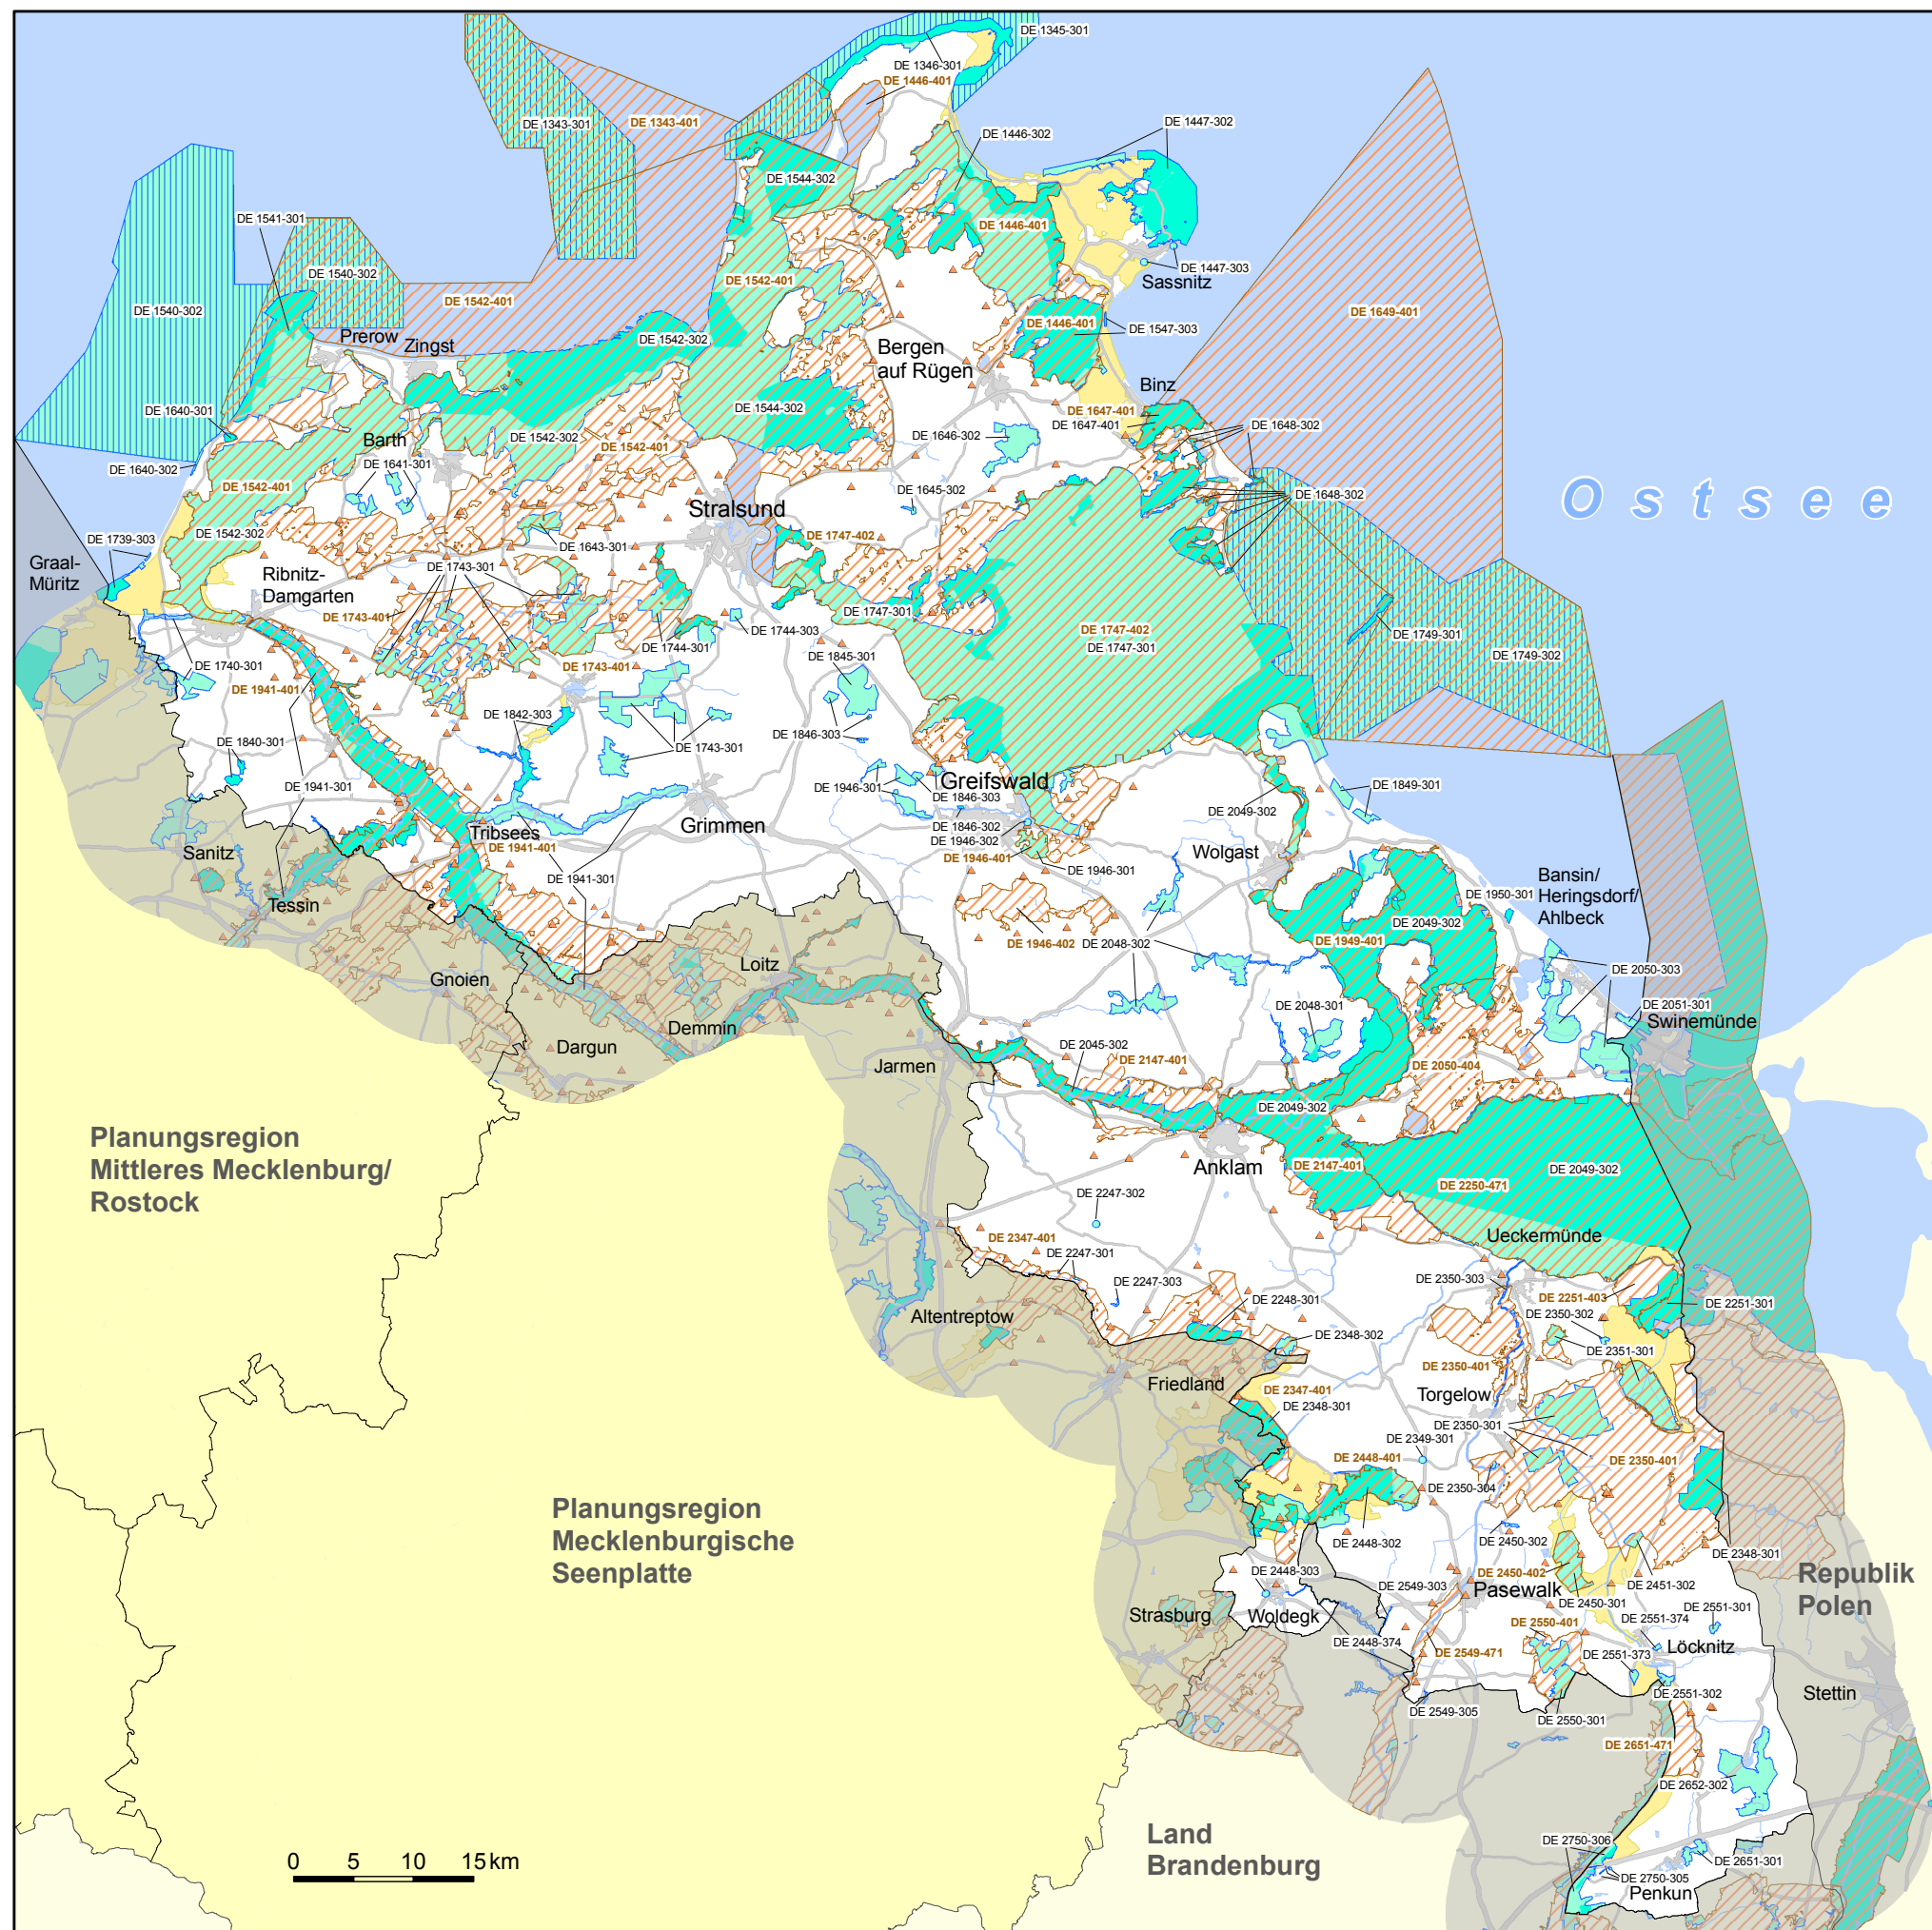 DE 1345-301
DE 1346-301
DE 1446-401
DE 1343-301
DE 1343-401
DE 1446-302
DE 1447-302
DE 1544-302
DE 1541-301
DE 1446-401
DE 1540-302
DE 1447-303
Sassnitz
DE 1542-401
DE 1540-302
DE 1542-401
DE 1649-401
DE 1446-401
DE 1547-303
Prerow
Zingst
DE 1542-302
Bergen
auf Rügen
Binz
DE 1640-301
DE 1544-302
DE 1647-401
DE 1647-401
DE 1648-302
Barth
DE 1542-302
DE 1542-401
DE 1646-302
DE 1640-302
DE 1641-301
DE 1542-401
DE 1645-302
DE 1648-302
Ostsee
Stralsund
DE 1542-302
DE 1739-303
DE 1643-301
DE 1747-402
Graal-
Müritz
DE 1743-301
Ribnitz-
Damgarten
DE 1743-401
DE 1747-301
DE 1747-402
DE 1747-301
DE 1744-303
DE 1749-301
DE 1749-302
DE 1744-301
DE 1740-301
DE 1743-401
DE 1845-301
DE 1941-401
DE 1842-303
DE 1840-301
DE 1743-301
DE 1846-303
DE 1941-301
DE 1946-301
Greifswald
DE 1849-301
DE 1846-303
DE 2049-302
DE 1846-302
Grimmen
Tribsees
DE 1941-401
DE 1946-302
DE 1946-401
Sanitz
Wolgast
DE 1946-301
DE 1941-301
Bansin/
Heringsdorf/
Ahlbeck
DE 1950-301
Tessin
DE 2049-302
DE 1946-402
DE 2048-302
DE 1949-401
Loitz
Gnoien
DE 2050-303
DE 2048-301
DE 2051-301
Swinemünde
Demmin
Dargun
DE 2045-302
DE 2147-401
Jarmen
DE 2050-404
DE 2049-302
Planungsregion
Mittleres Mecklenburg/
Rostock
Anklam
DE 2147-401
DE 2049-302
DE 2250-471
DE 2247-302
DE 2347-401
Ueckermünde
DE 2247-301
DE 2247-303
DE 2350-303
DE 2251-403
DE 2248-301
DE 2251-301
DE 2350-302
Altentreptow
DE 2348-302
DE 2351-301
DE 2350-401
Friedland
DE 2347-401
Torgelow
DE 2348-301
DE 2350-301
DE 2349-301
DE 2448-401
DE 2350-401
DE 2350-304
Planungsregion
Mecklenburgische
Seenplatte
DE 2448-302
DE 2450-302
DE 2348-301
Republik
Polen
DE 2448-303
DE 2450-402
DE 2549-303
Pasewalk
DE 2451-302
DE 2450-301
DE 2551-301
Strasburg
Woldegk
DE 2551-374
DE 2550-401
DE 2448-374
DE 2549-471
DE 2551-373
Löcknitz
Stettin
DE 2551-302
DE 2549-305
DE 2550-301
DE 2651-471
DE 2652-302
Land
Brandenburg
DE 2750-306
DE 2651-301
DE 2750-305
Penkun
0 5 10 15 km